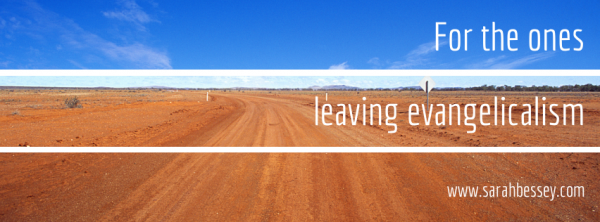 For the ones
leaving evangelicalism
www.sarahbessey.com